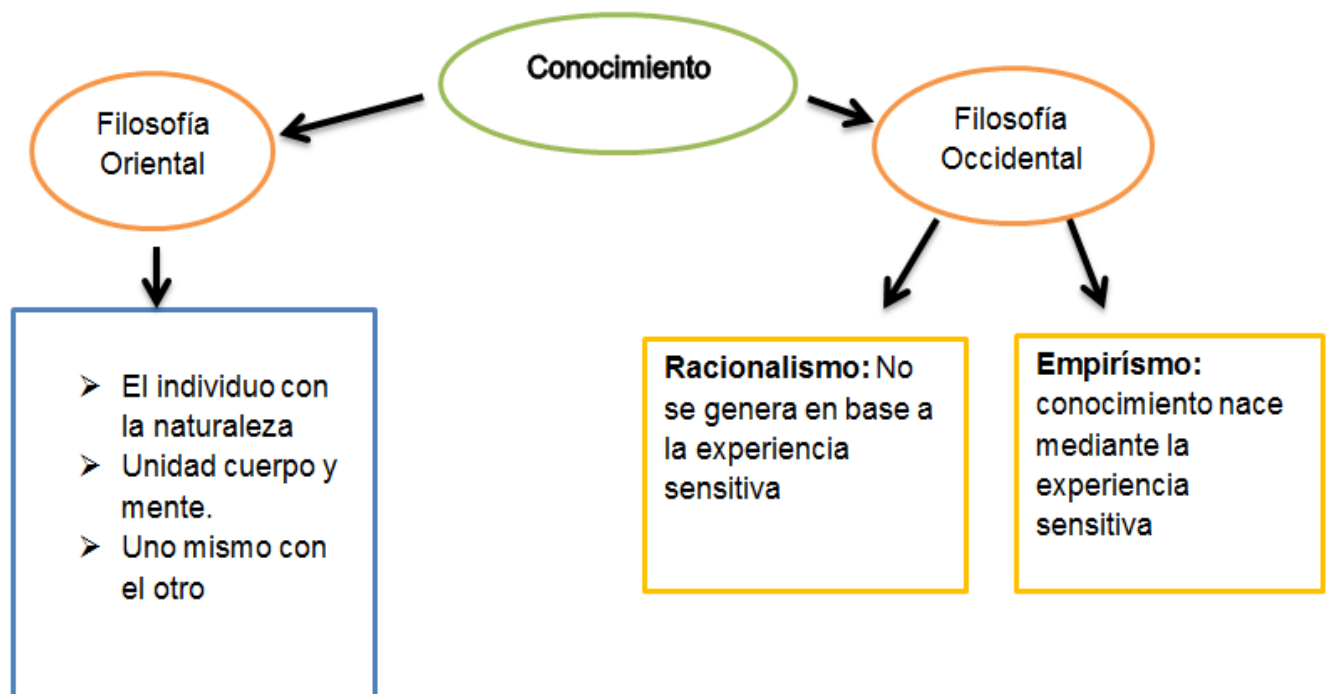 Conocimiento
Filosofía
Oriental
Filosofía
Occidental
➢ El individuo con
la naturaleza
➢ Unidad cuerpo y
mente.
➢ Uno mismo con
el otro
Racionalismo: No
se genera en base a
la experiencia
sensitiva
Empirísmo:
conocimiento nace
mediante la
experiencia
sensitiva